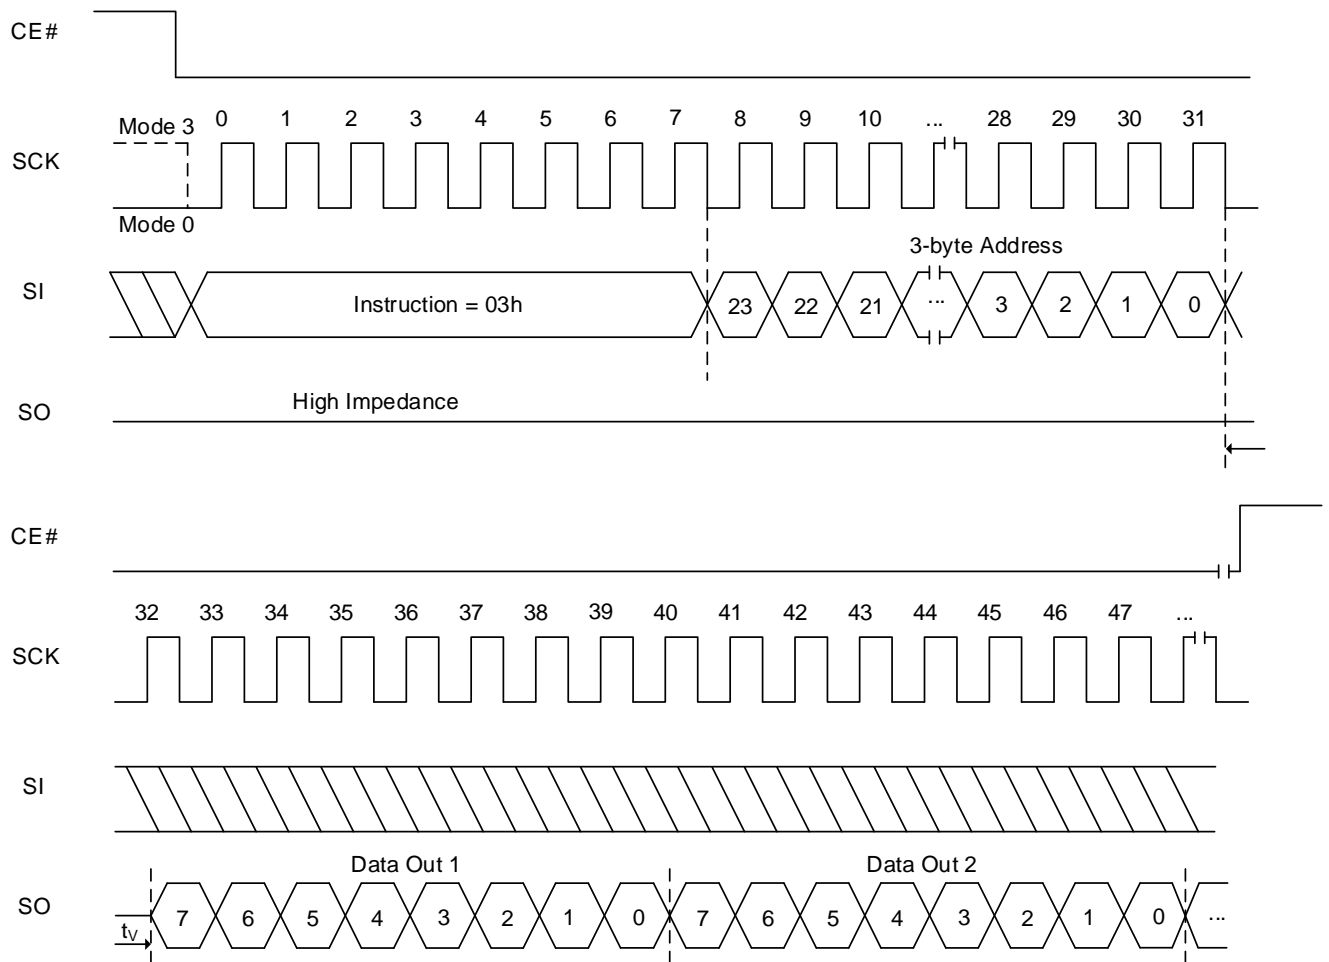 CE#
Mode 3 0 1 2 3 4 5 6 7 8 9 10 ... 28 29 30 31
SCK
Mode 0
3-byte Address
SI Instruction = 03h 23 22 21 ... 3 2 1 0
High Impedance
SO
CE#
32 33 34 35 36 37 38 39 40 41 42 43 44 45 46 47 ...
SCK
SI
Data Out 1 Data Out 2
SO 7 6 5 4 3 2 1 0 7 6 5 4 3 2 1 0 ...
tV